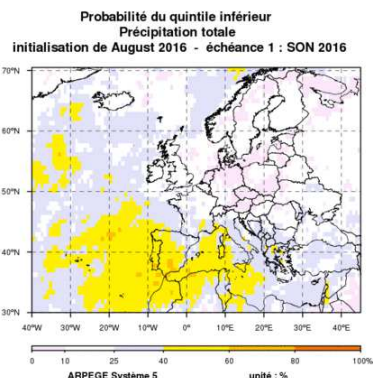 Probabilité du quintile inférieur
Précipitation totale
initialisation de August 2016 - échéance 1 : SON 2016
70°N
60°N
50°N
40°N
30°N
40°W 30°W 20°W 10°W 0° 10°E 20°E 30°E 40°E
0 10 25 40 60 80 100%
ARPEGE Système 5 unité : %